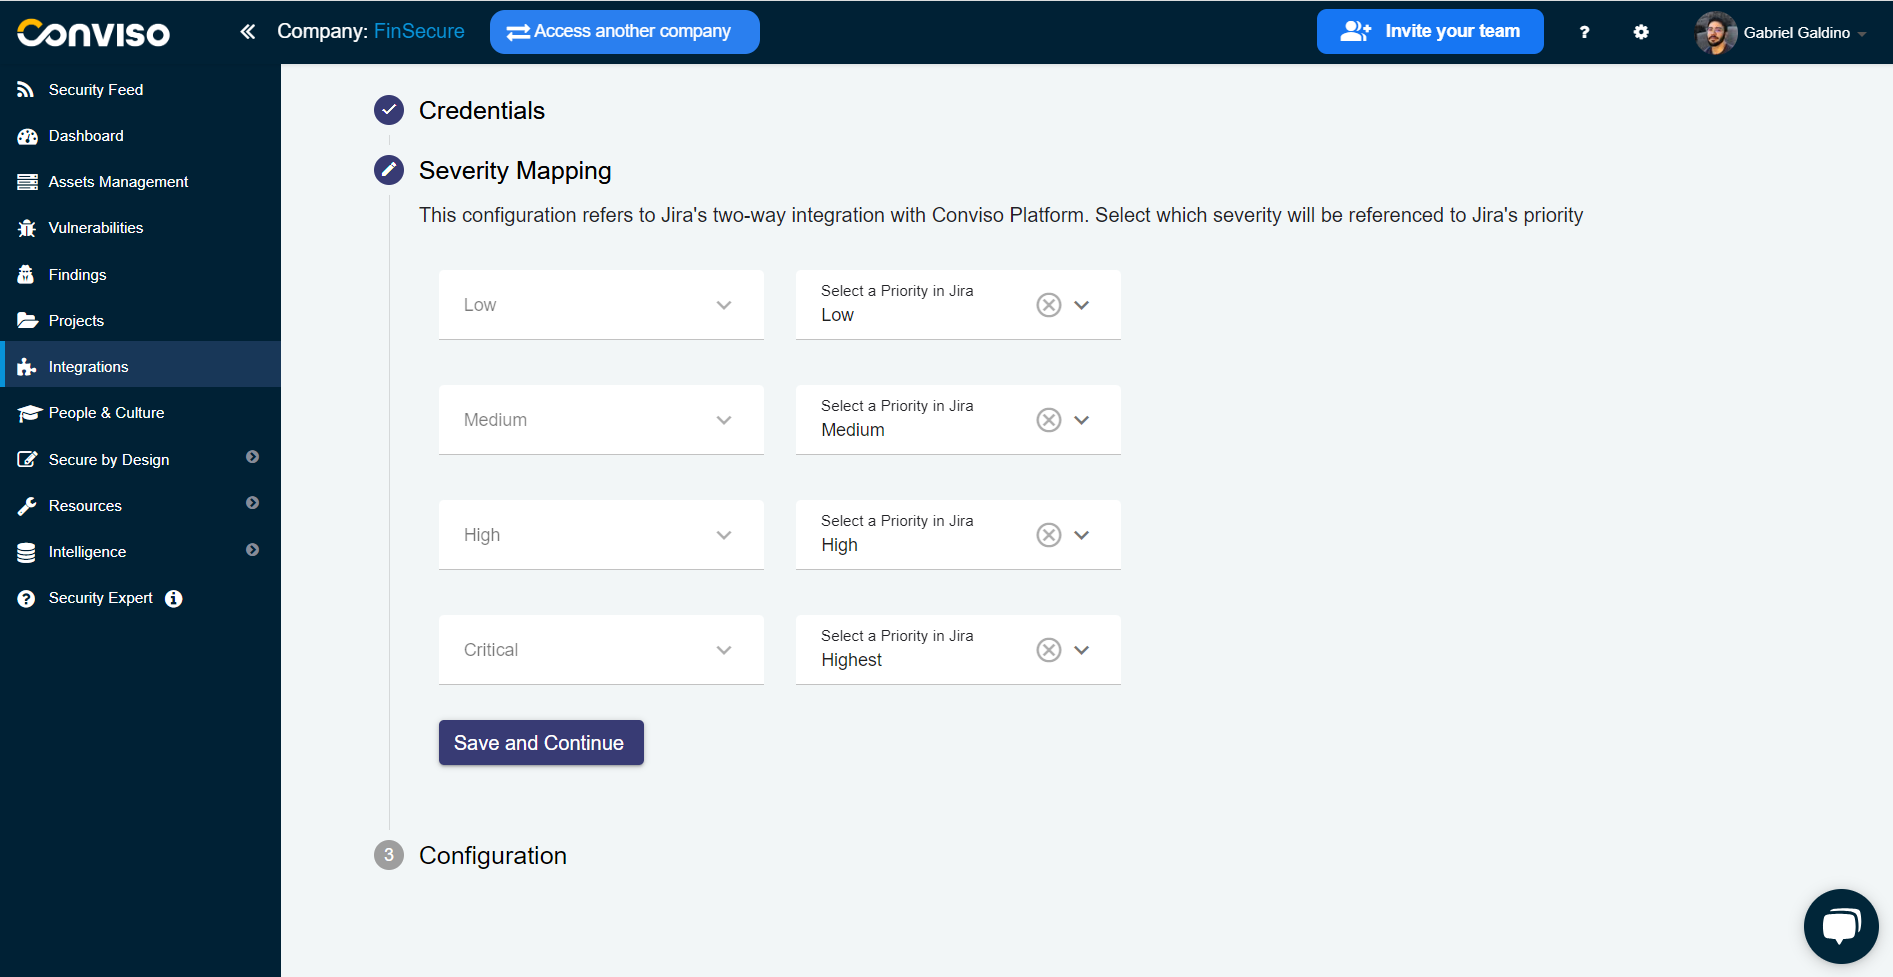 Conviso
Company: FinSecure
Access another company
Invite your team
?
Gabriel Galdino
Security Feed
Dashboard
Assets Management
Vulnerabilities
Findings
Projects
Integrations
People & Culture
Secure by Design
Resources
Intelligence
Security Expert
Credentials
Severity Mapping
This configuration refers to Jira's two-way integration with Conviso Platform. Select which severity will be referenced to Jira's priority
Low
Select a Priority in Jira
Low
Medium
Select a Priority in Jira
Medium
High
Select a Priority in Jira
High
Critical
Select a Priority in Jira
Highest
Save and Continue
3 Configuration